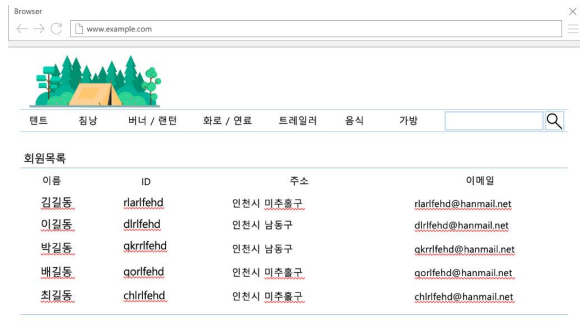 Browser
www.example.com
텐트 침낭 버너 / 랜턴 화로 / 연료 트레일러 음식 가방
회원목록
이름 ID 주소 이메일
김길동 rlarlfehd 인천시 미추홀구 rlarlfehd@hanmail.net
이길동 dlrlfehd 인천시 남동구 dlrlfehd@hanmail.net
박길동 qkrrlfehd 인천시 남동구 qkrrlfehd@hanmail.net
배길동 qorlfehd 인천시 미추홀구 qorlfehd@hanmail.net
최길동 chlrlfehd 인천시 미추홀구 chlrlfehd@hanmail.net